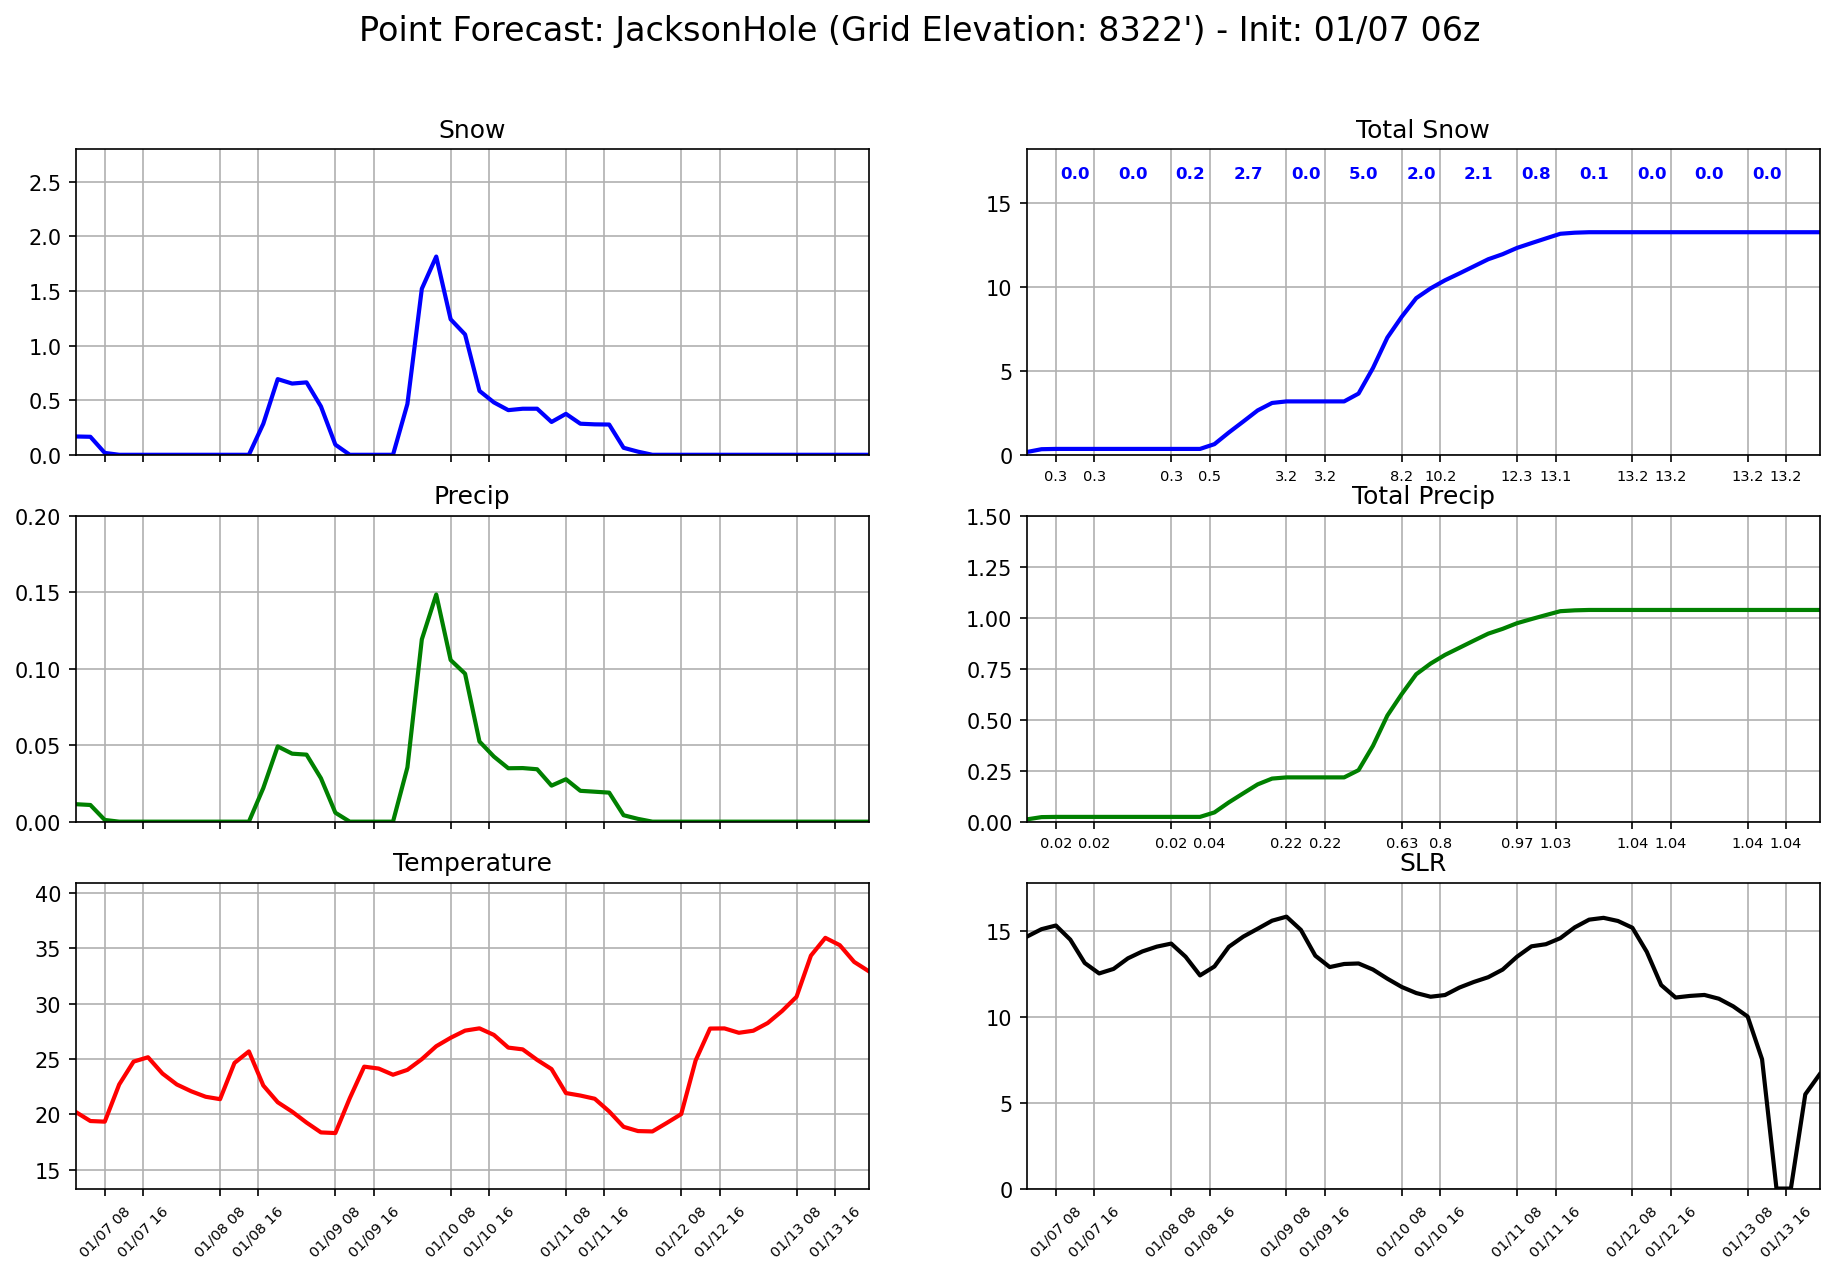 Point Forecast: JacksonHole (Grid Elevation: 8322') - Init: 01/07 06z
Snow
2.5
2.0
1.5
1.0
0.5
0.0
Total Snow
0.0 0.0 0.2 2.7 0.0 5.0 2.0 2.1 0.8 0.1 0.0 0.0 0.0
15
10
5
0
0.3 0.3 0.3 0.5 3.2 3.2 8.2 10.2 12.3 13.1 13.2 13.2 13.2 13.2
Precip
0.20
0.15
0.10
0.05
0.00
Total Precip
1.50
1.25
1.00
0.75
0.50
0.25
0.00
0.02 0.02 0.02 0.04 0.22 0.22 0.63 0.8 0.97 1.03 1.04 1.04 1.04 1.04
Temperature
40
35
30
25
20
15
01/07 08 01/07 16 01/08 08 01/08 16 01/09 08 01/09 16 01/10 08 01/10 16 01/11 08 01/11 16 01/12 08 01/12 16 01/13 08 01/13 16
SLR
15
10
5
0
01/07 08 01/07 16 01/08 08 01/08 16 01/09 08 01/09 16 01/10 08 01/10 16 01/11 08 01/11 16 01/12 08 01/12 16 01/13 08 01/13 16